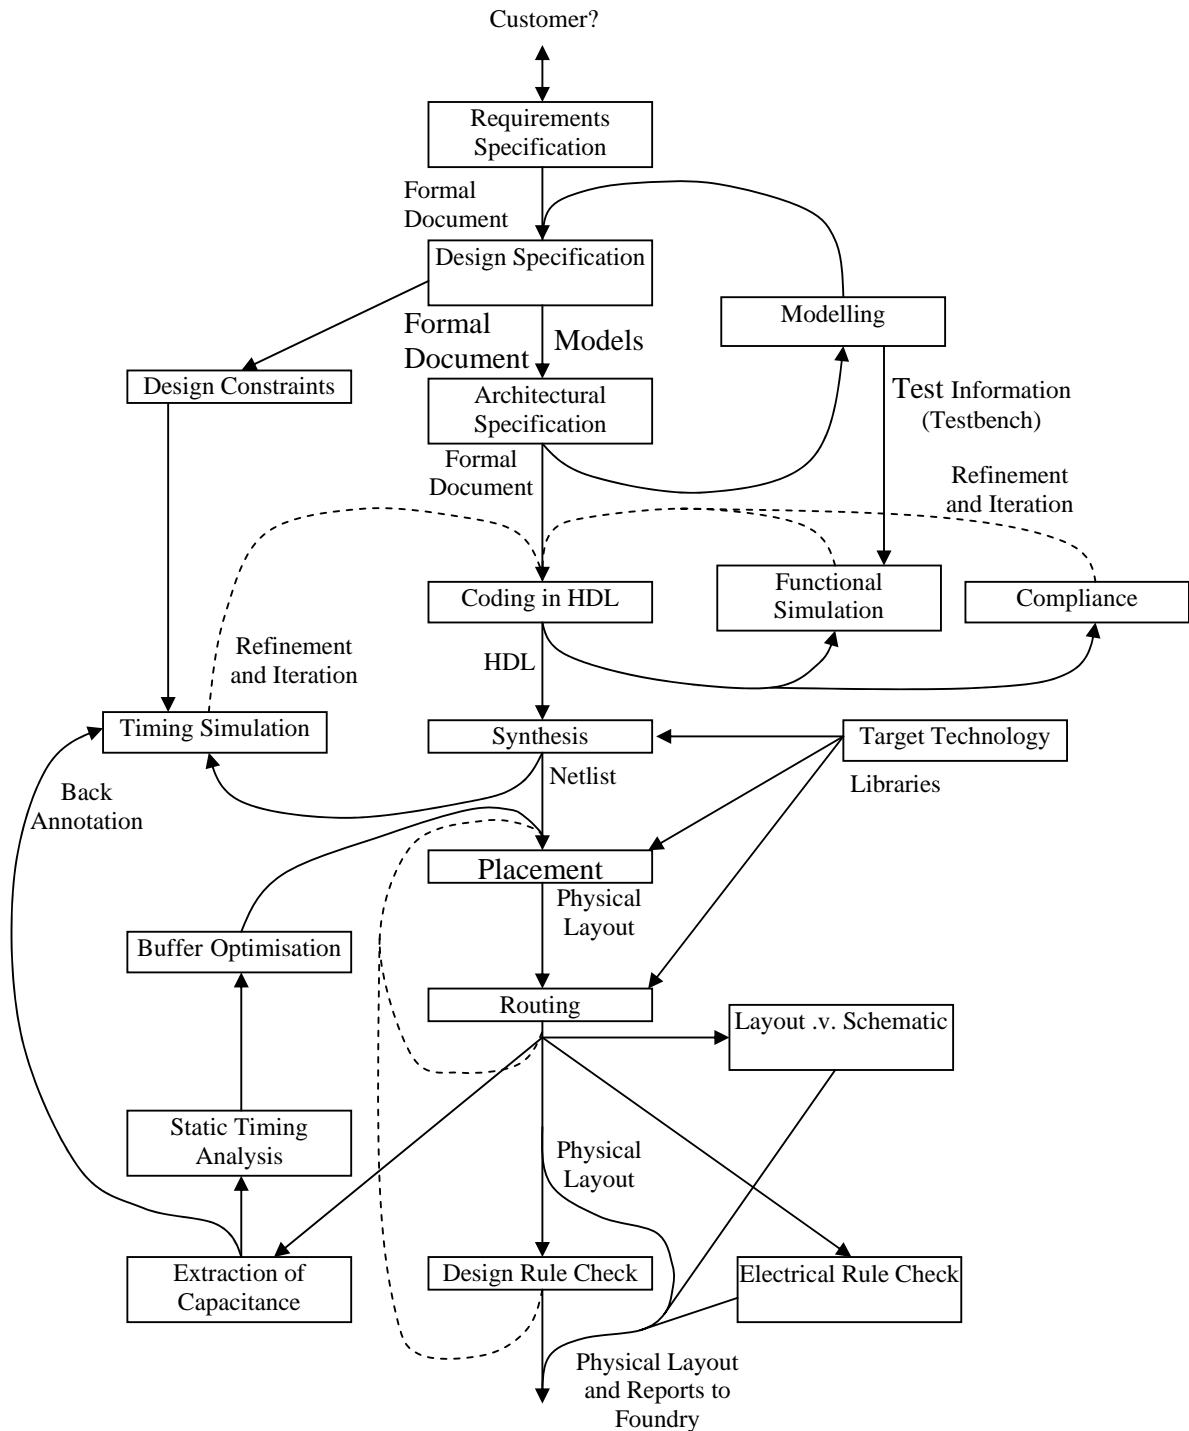 Customer?
Requirements
Specification
Formal
Document
Design Specification
Modelling
Formal
Document
Models
Design Constraints
Architectural
Specification
Test Information
(Testbench)
Formal
Document
Refinement
and Iteration
Coding in HDL
Functional
Simulation
Compliance
Refinement
and Iteration
HDL
Timing Simulation
Synthesis
Target Technology
Netlist
Libraries
Back
Annotation
Placement
Physical
Layout
Buffer Optimisation
Routing
Layout .v. Schematic
Static Timing
Analysis
Physical
Layout
Extraction of
Capacitance
Design Rule Check
Electrical Rule Check
Physical Layout
and Reports to
Foundry